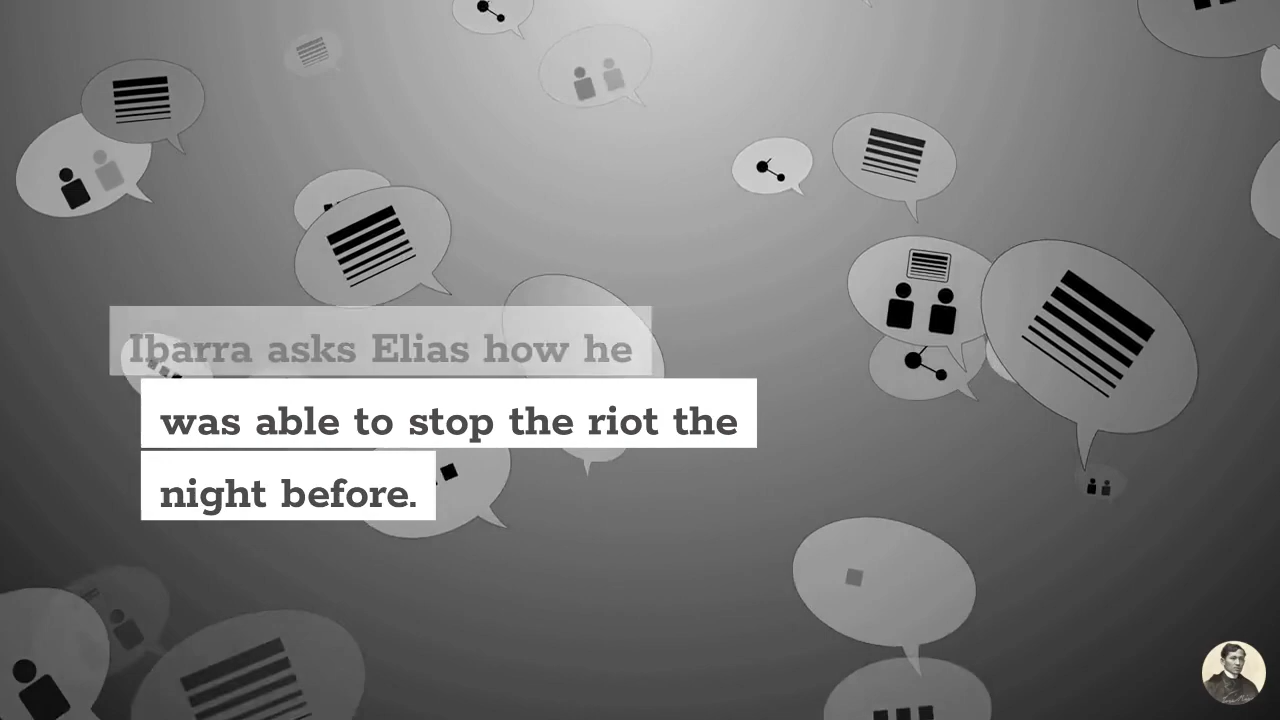 Ibarra asks Elias how he
was able to stop the riot the
night before.